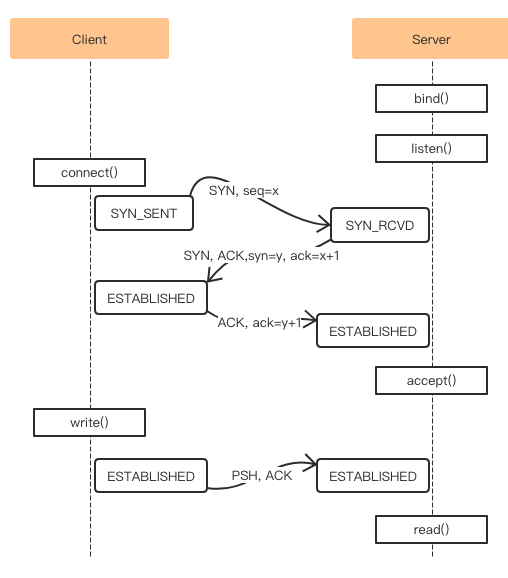 Client
Server
bind()
listen()
connect()
SYN, seq=x
SYN_SENT
SYN_RCVD
SYN, ACK,syn=y, ack=x+1
ESTABLISHED
ACK, ack=y+1
ESTABLISHED
accept()
write()
ESTABLISHED
PSH, ACK
ESTABLISHED
read()